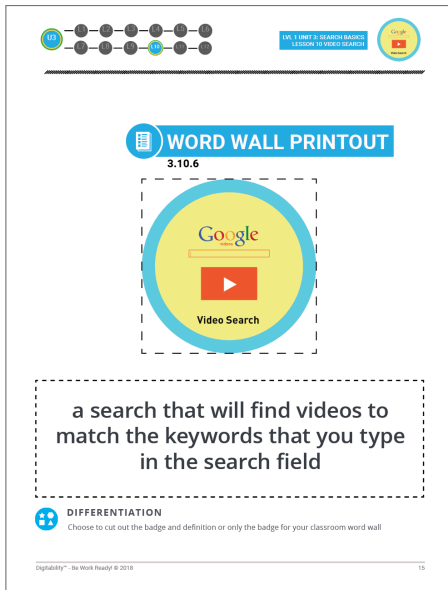 U3
L1 L2 L3 L4 L5 L6
L7 L8 L9 L10 L11 L12
LVL 1 UNIT 3: SEARCH BASICS
LESSON 10 VIDEO SEARCH
Google
Video Search
WORD WALL PRINTOUT
3.10.6
Google
videos
Video Search
a search that will find videos to
match the keywords that you type
in the search field
DIFFERENTIATION
Choose to cut out the badge and definition or only the badge for your classroom word wall
Digitability™ - Be Work Ready! © 2018
15